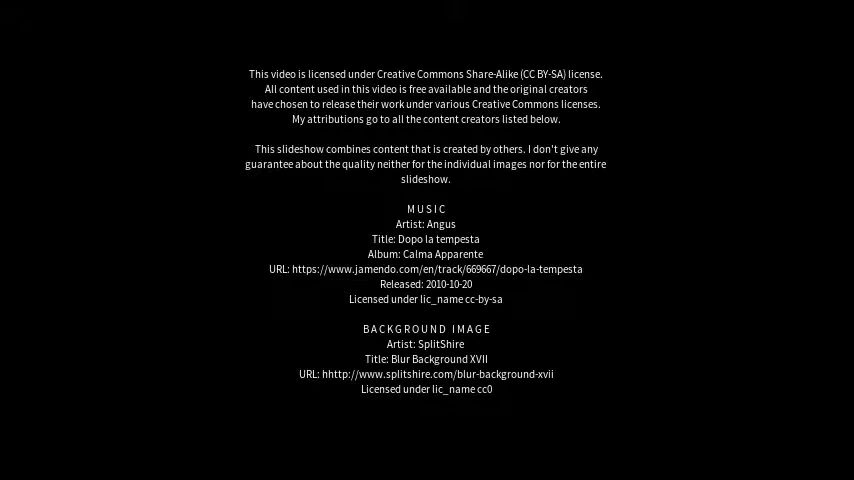 This video is licensed under Creative Commons Share-Alike (CC BY-SA) license.
All content used in this video is free available and the original creators
have chosen to release their work under various Creative Commons licenses.
My attributions go to all the content creators listed below.
This slideshow combines content that is created by others. I don't give any
guarantee about the quality neither for the individual images nor for the entire
slideshow.
MUSIC
Artist: Angus
Title: Dopo la tempesta
Album: Calma Apparente
URL: https://www.jamendo.com/en/track/669667/dopo-la-tempesta
Released: 2010-10-20
Licensed under lic_name cc-by-sa
BACKGROUND IMAGE
Artist: SplitShire
Title: Blur Background XVII
URL: hhttp://www.splitshire.com/blur-background-xvii
Licensed under lic_name cc0